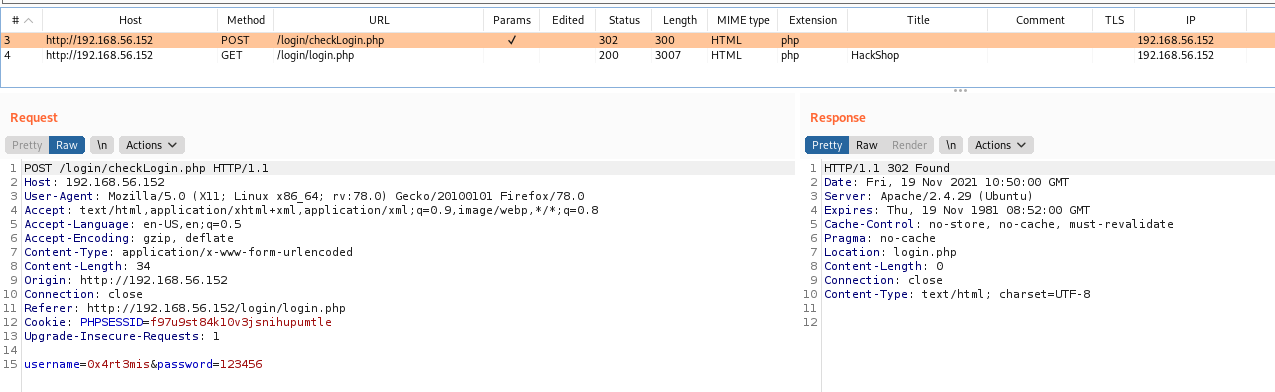 # Host Method URL Params Edited Status Length MIME type Extension Title Comment TLS IP
3 http://192.168.56.152 POST /login/checkLogin.php ✓ 302 300 HTML php 192.168.56.152
4 http://192.168.56.152 GET /login/login.php 200 3007 HTML php HackShop 192.168.56.152
Request
Pretty Raw \n Actions
1 POST /login/checkLogin.php HTTP/1.1
2 Host: 192.168.56.152
3 User-Agent: Mozilla/5.0 (X11; Linux x86_64; rv:78.0) Gecko/20100101 Firefox/78.0
4 Accept: text/html,application/xhtml+xml,application/xml;q=0.9,image/webp,*/*;q=0.8
5 Accept-Language: en-US,en;q=0.5
6 Accept-Encoding: gzip, deflate
7 Content-Type: application/x-www-form-urlencoded
8 Content-Length: 34
9 Origin: http://192.168.56.152
10 Connection: close
11 Referer: http://192.168.56.152/login/login.php
12 Cookie: PHPSESSID=f97u9st84k10v3jsnihupumtle
13 Upgrade-Insecure-Requests: 1
14
15 username=0x4rt3mis&password=123456
Response
Pretty Raw Render \n Actions
1 HTTP/1.1 302 Found
2 Date: Fri, 19 Nov 2021 10:50:00 GMT
3 Server: Apache/2.4.29 (Ubuntu)
4 Expires: Thu, 19 Nov 1981 08:52:00 GMT
5 Cache-Control: no-store, no-cache, must-revalidate
6 Pragma: no-cache
7 Location: login.php
8 Content-Length: 0
9 Connection: close
10 Content-Type: text/html; charset=UTF-8
11
12